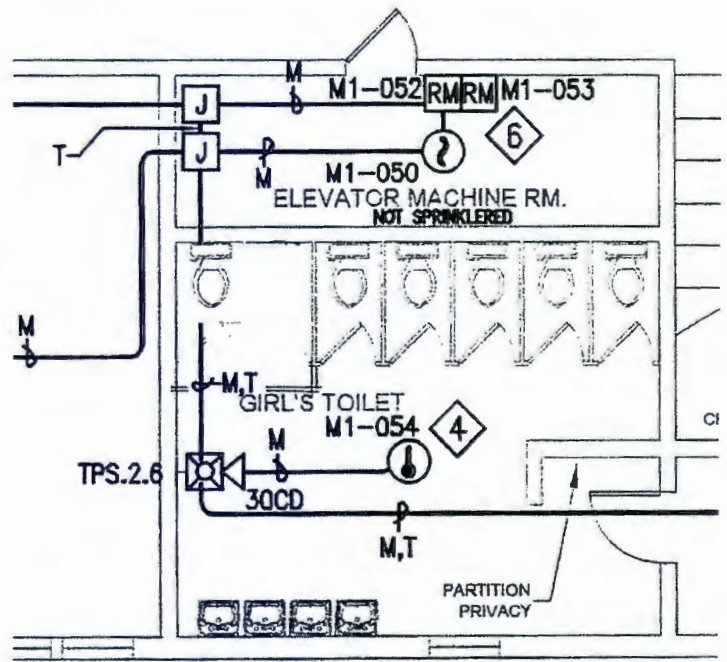 M
M1-052 RM RM M1-053
J
T
J
M
M1-050
6
ELEVATOR MACHINE RM.
NOT SPRINKLERED
M
M,T
GIRL'S TOILET
M1-054
4
M
TPS.2.6
30CD
M,T
PARTITION
PRIVACY